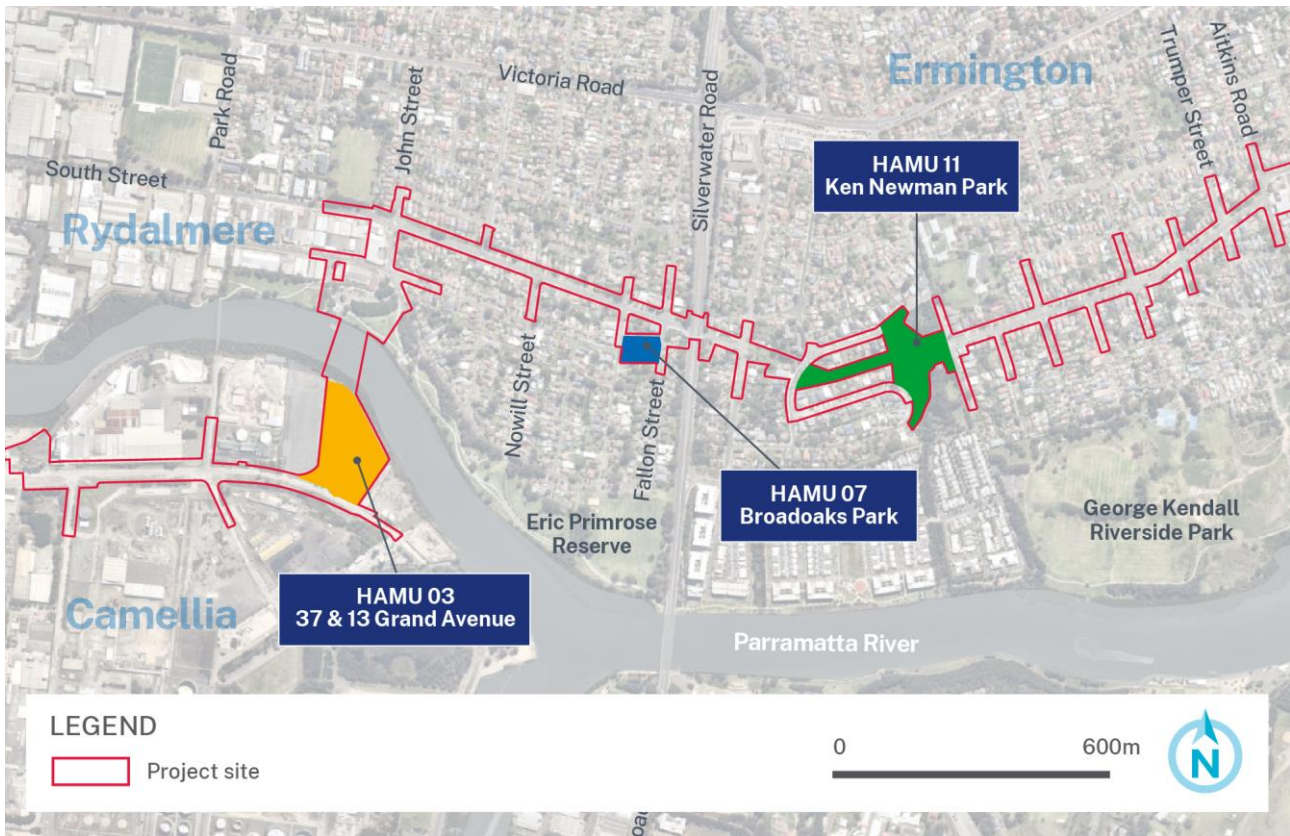 Victoria Road
Ermington
Park Road
John Street
Silverwater Road
Trumper Street
Aitkins Road
South Street
Rydalmere
HAMU 11
Ken Newman Park
Nowill Street
Fallon Street
HAMU 07
Broadoaks Park
Eric Primrose
Reserve
George Kendall
Riverside Park
HAMU 03
37 & 13 Grand Avenue
Camellia
Parramatta River
LEGEND
Project site
0
600m
N